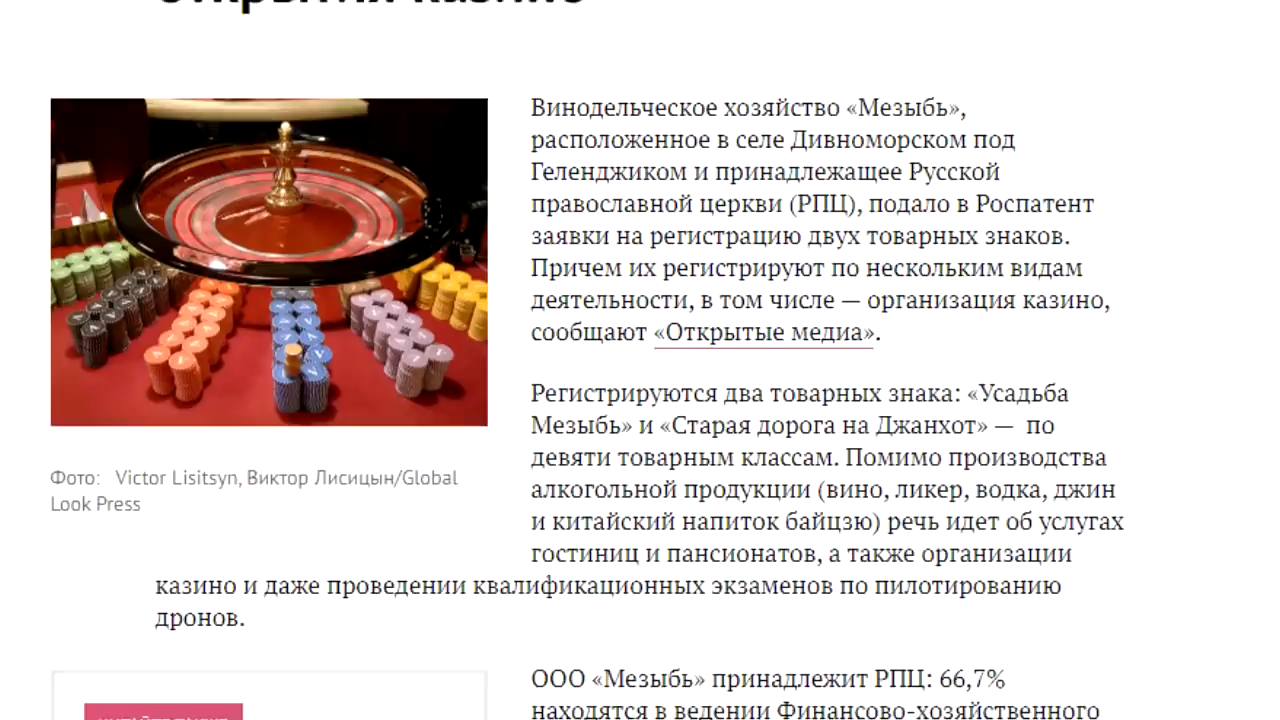 открытия казино
Винодельческое хозяйство «Мезыбь»,
расположенное в селе Дивноморском под
Геленджиком и принадлежащее Русской
православной церкви (РПЦ), подало в Роспатент
заявки на регистрацию двух товарных знаков.
Причем их регистрируют по нескольким видам
деятельности, в том числе — организация казино,
сообщают «Открытые медиа».
Фото: Victor Lisitsyn, Виктор Лисицын/Global
Look Press
Регистрируются два товарных знака: «Усадьба
Мезыбь» и «Старая дорога на Джанхот» — по
девяти товарным классам. Помимо производства
алкогольной продукции (вино, ликер, водка, джин
и китайский напиток байцзю) речь идет об услугах
гостиниц и пансионатов, а также организации
казино и даже проведении квалификационных экзаменов по пилотированию
дронов.
ООО «Мезыбь» принадлежит РПЦ: 66,7%
находятся в ведении Финансово-хозяйственного